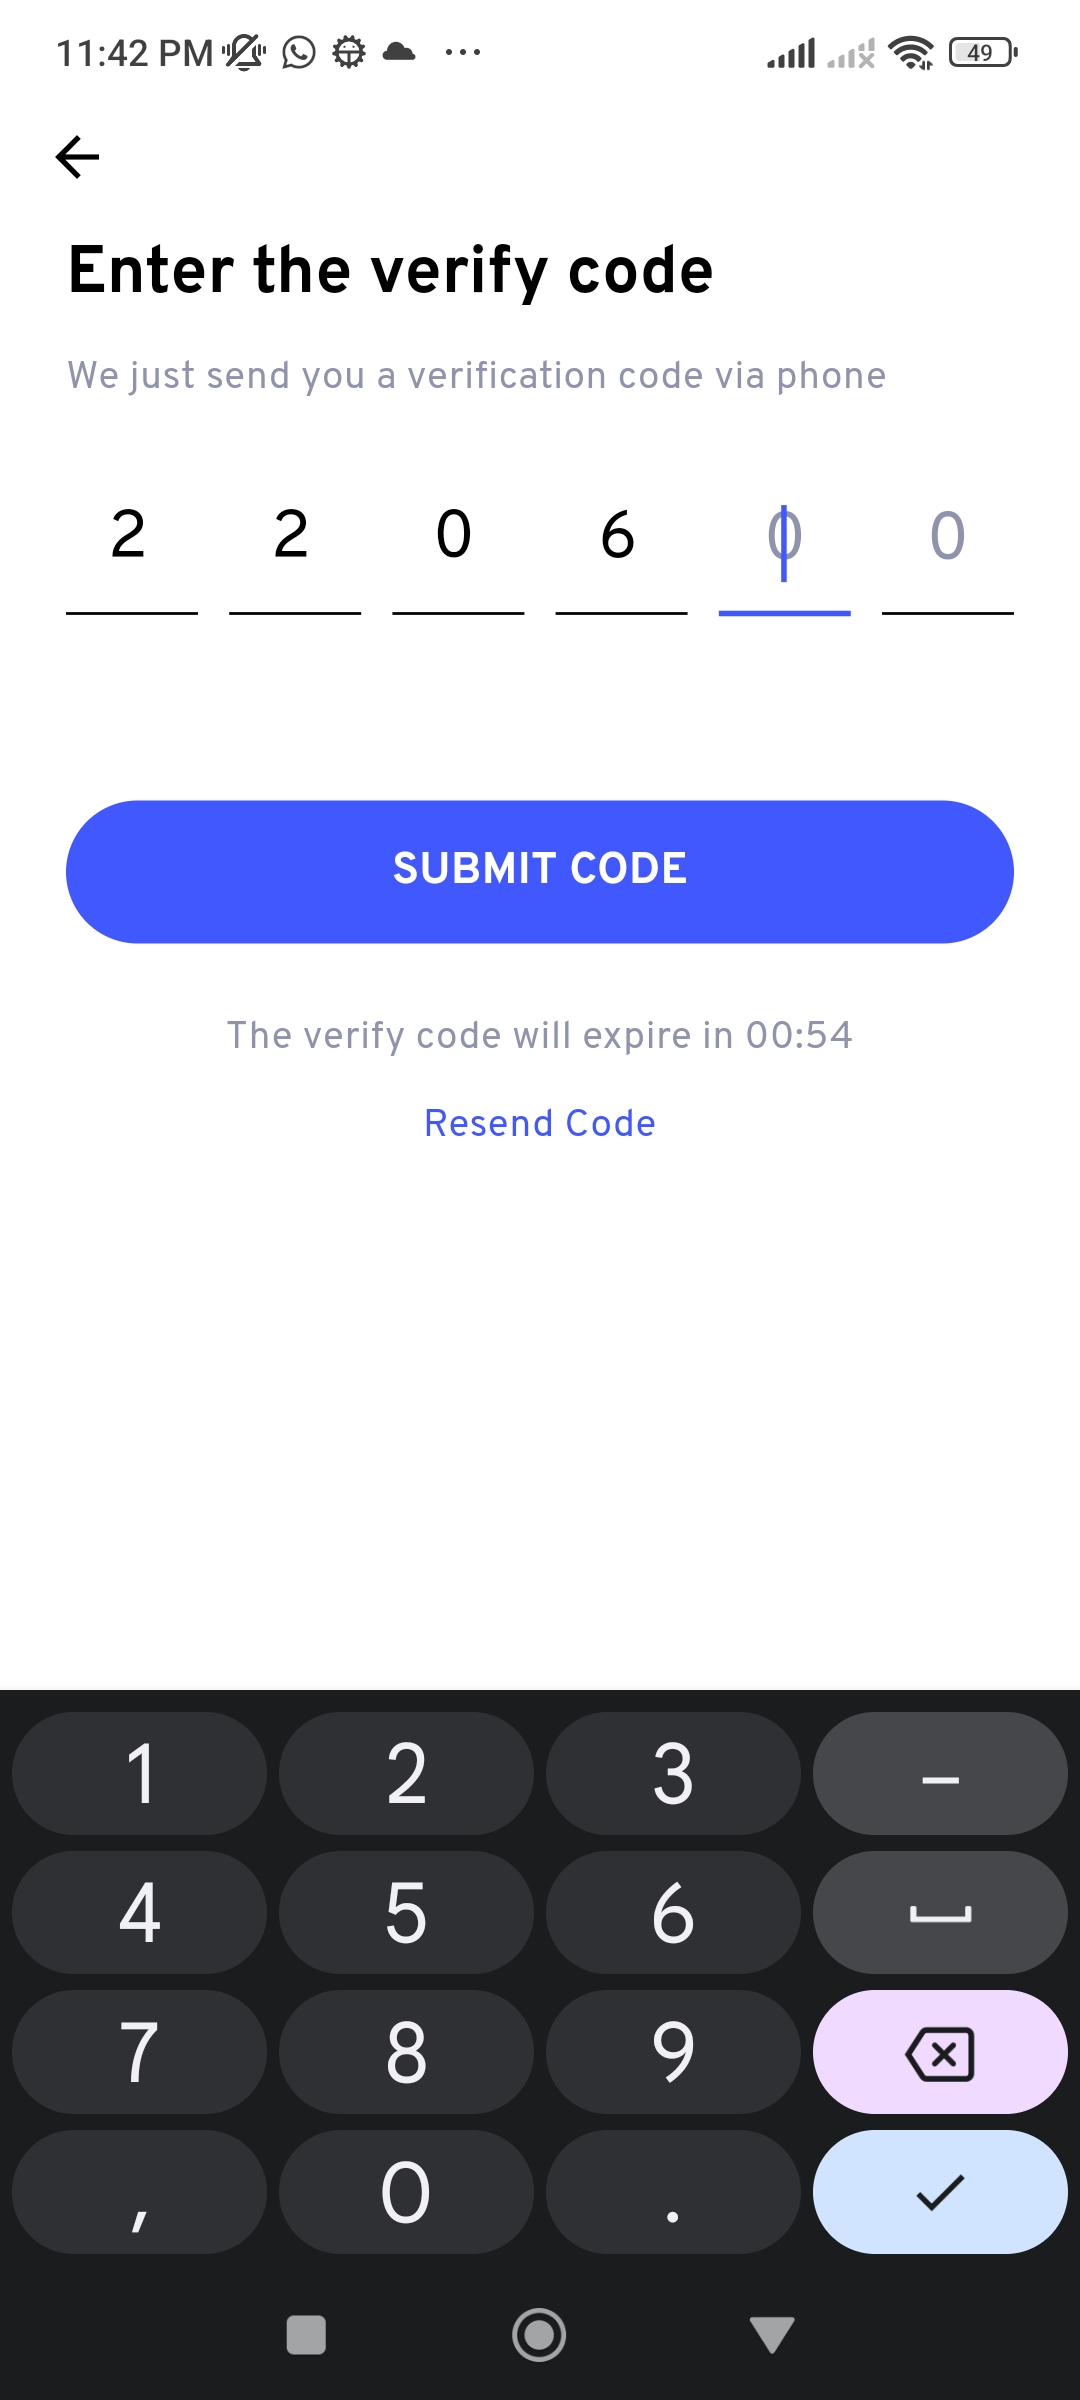 11:42 PM 49
Enter the verify code
We just send you a verification code via phone
2 2 0 6 0 0
SUBMIT CODE
The verify code will expire in 00:54
Resend Code
1 2 3 –
4 5 6
7 8 9
, 0 .